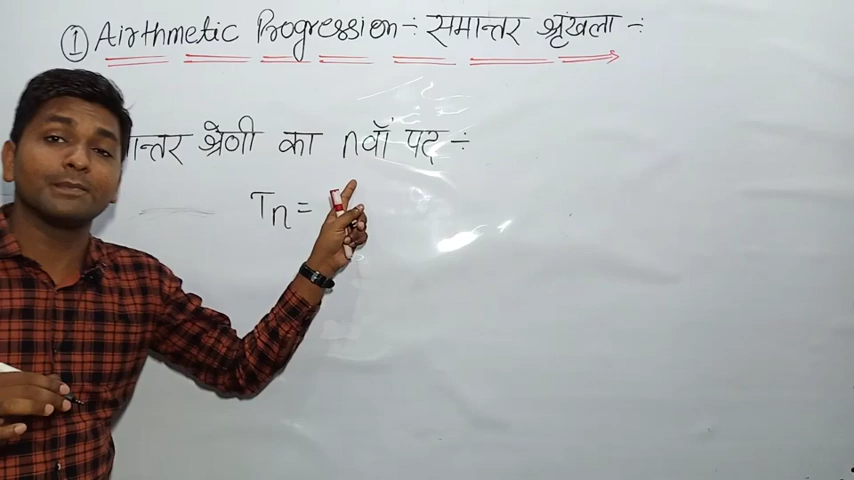 ① Airthmetic Progression ÷ समान्तर श्रृंखला ÷
न्तर श्रेणी का nवाँ पद ÷
Tn =